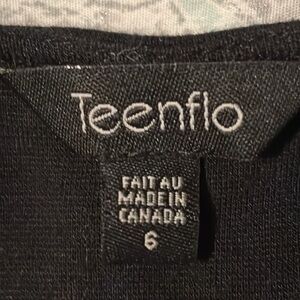 Teenflo
FAIT AU
MADE IN
CANADA
6